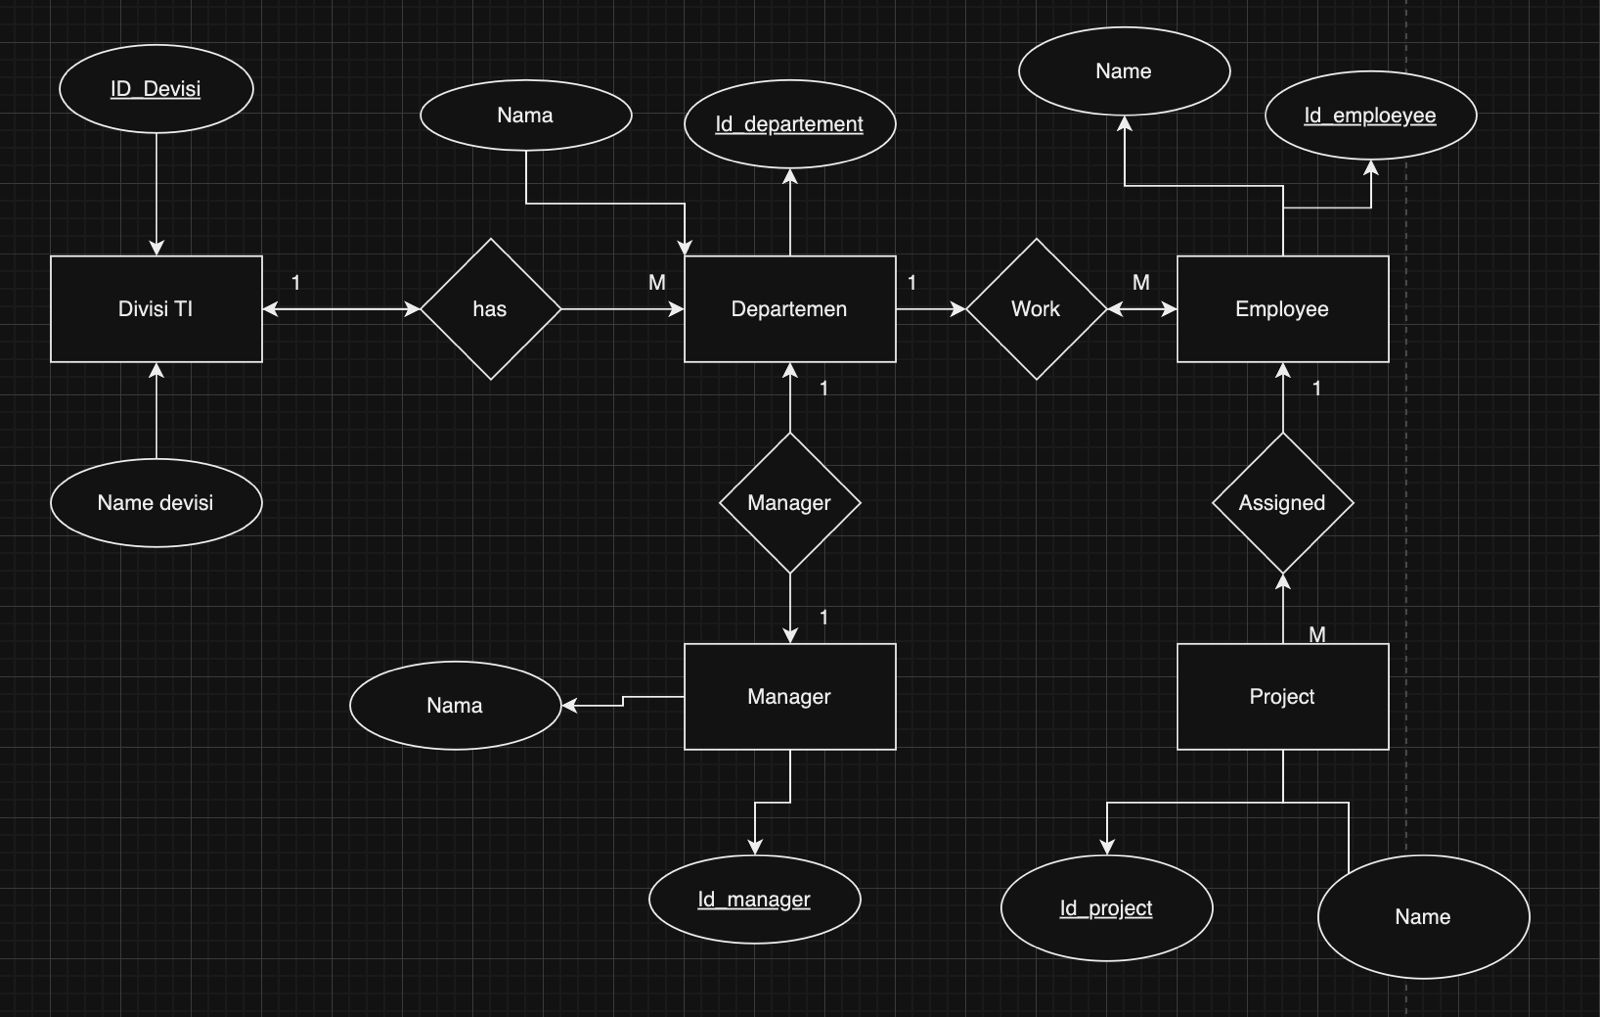 Name
ID_Devisi
Nama
Id_departement
Id_emploeyee
1
M
1
M
Divisi TI
has
Departemen
Work
Employee
1
1
Name devisi
Manager
Assigned
1
M
Nama
Manager
Project
Id_manager
Id_project
Name